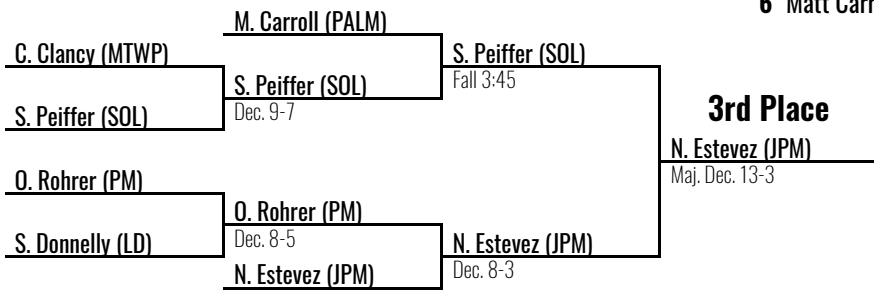 6 Matt
M. Carroll (PALM)
C. Clancy (MTWP)
S. Peiffer (SOL)
Fall 3:45
S. Peiffer (SOL)
Dec. 9-7
S. Peiffer (SOL)
3rd Place
N. Estevez (JPM)
Maj. Dec. 13-3
O. Rohrer (PM)
O. Rohrer (PM)
Dec. 8-5
S. Donnelly (LD)
N. Estevez (JPM)
Dec. 8-3
N. Estevez (JPM)